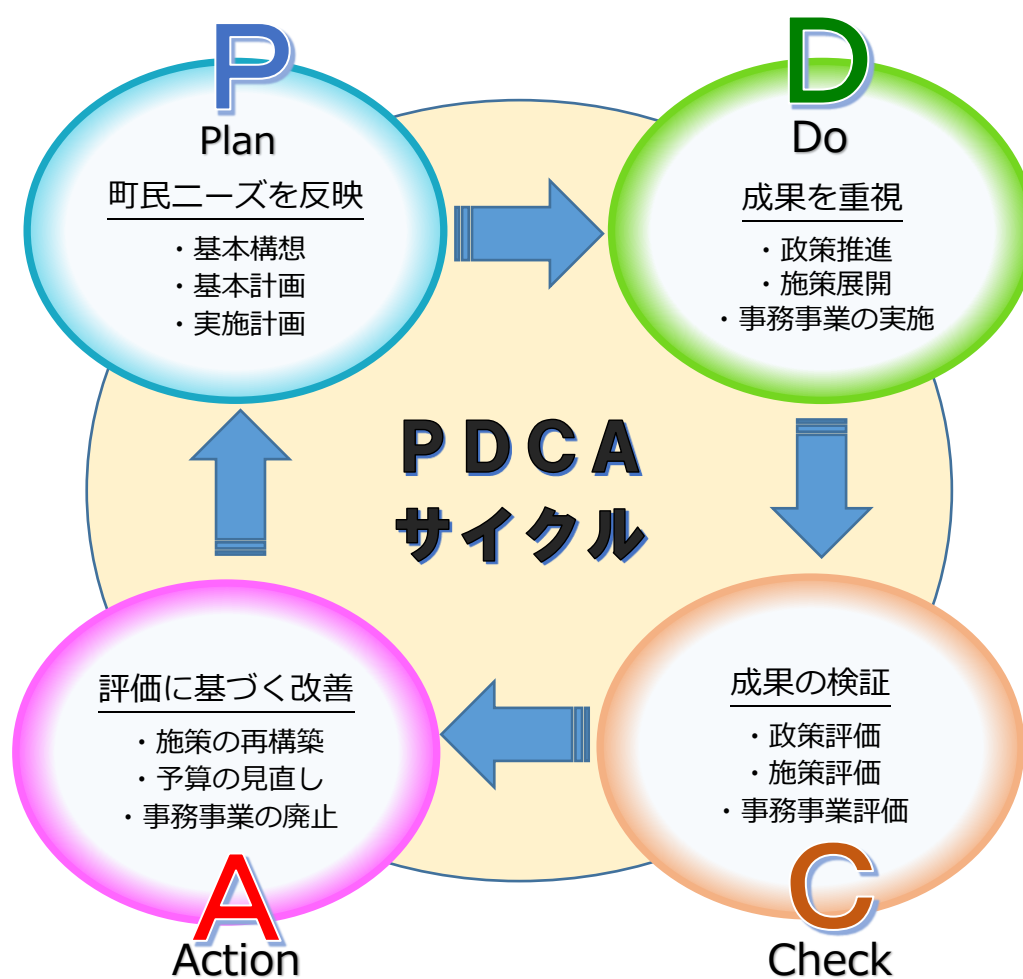 P
Plan
町民ニーズを反映
・基本構想
・基本計画
・実施計画
D
Do
成果を重視
・政策推進
・施策展開
・事務事業の実施
PDCA
サイクル
評価に基づく改善
・施策の再構築
・予算の見直し
・事務事業の廃止
A
Action
成果の検証
・政策評価
・施策評価
・事務事業評価
C
Check